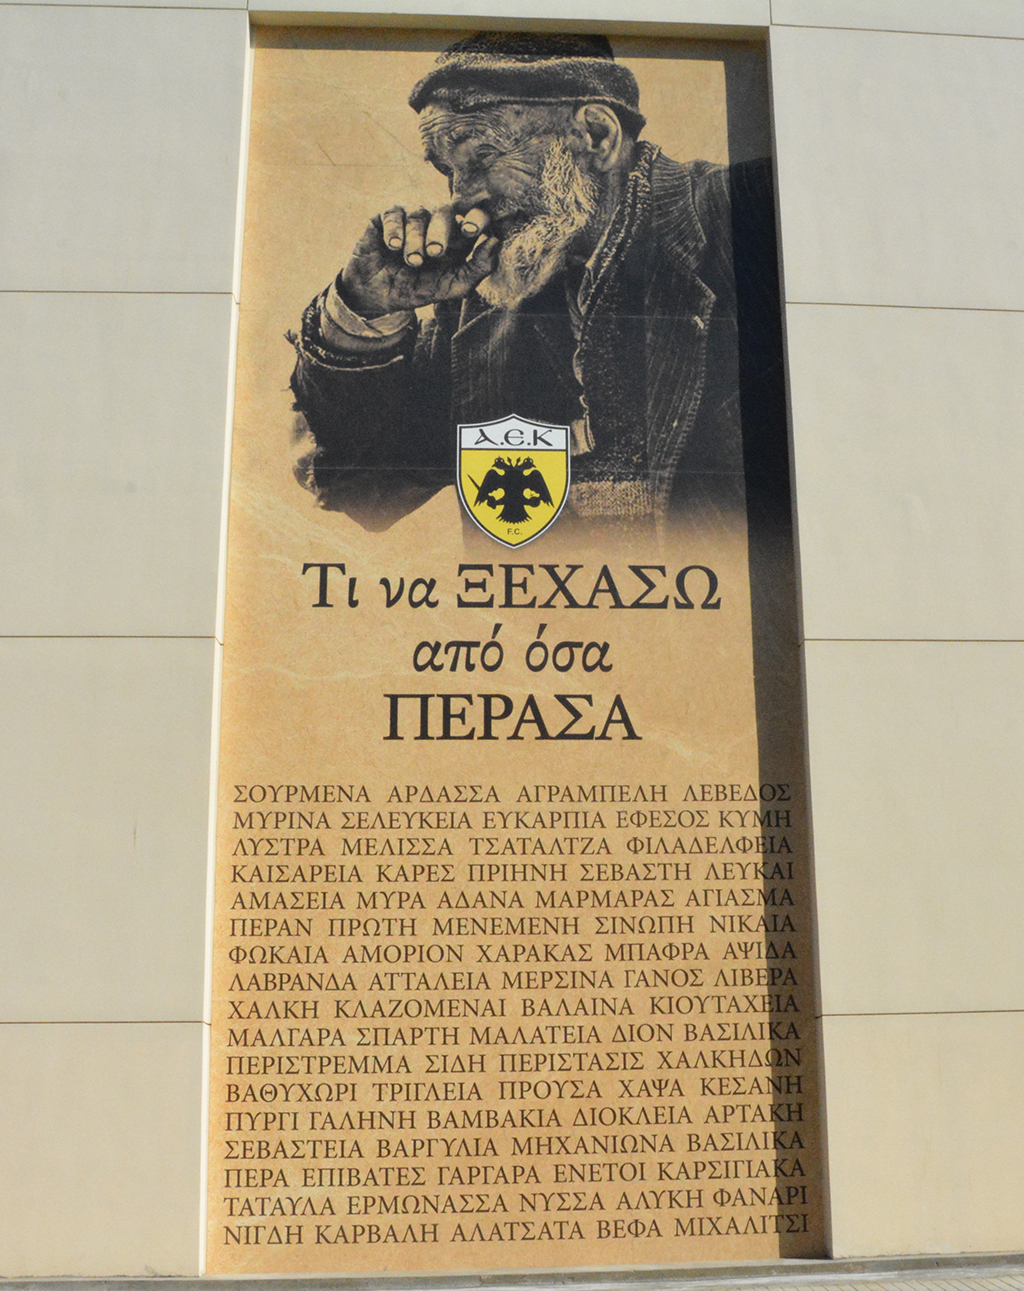 Α.Ε.Κ
F.C.
Τι να ΞΕΧΑΣΩ
από όσα
ΠΕΡΑΣΑ
ΣΟΥΡΜΕΝΑ ΑΡΔΑΣΣΑ ΑΓΡΑΜΠΕΛΗ ΛΕΒΕΔΟΣ
ΜΥΡΙΝΑ ΣΕΛΕΥΚΕΙΑ ΕΥΚΑΡΠΙΑ ΕΦΕΣΟΣ ΚΥΜΗ
ΛΥΣΤΡΑ ΜΕΛΙΣΣΑ ΤΣΑΤΑΛΤΖΑ ΦΙΛΑΔΕΛΦΕΙΑ
ΚΑΙΣΑΡΕΙΑ ΚΑΡΕΣ ΠΡΙΗΝΗ ΣΕΒΑΣΤΗ ΛΕΥΚΑΙ
ΑΜΑΣΕΙΑ ΜΥΡΑ ΑΔΑΝΑ ΜΑΡΜΑΡΑΣ ΑΓΙΑΣΜΑ
ΠΕΡΑΝ ΠΡΩΤΗ ΜΕΝΕΜΕΝΗ ΣΙΝΩΠΗ ΝΙΚΑΙΑ
ΦΩΚΑΙΑ ΑΜΟΡΙΟΝ ΧΑΡΑΚΑΣ ΜΠΑΦΡΑ ΑΨΙΔΑ
ΛΑΒΡΑΝΔΑ ΑΤΤΑΛΕΙΑ ΜΕΡΣΙΝΑ ΓΑΝΟΣ ΛΙΒΕΡΑ
ΧΑΛΚΗ ΚΛΑΖΟΜΕΝΑΙ ΒΑΛΑΙΝΑ ΚΙΟΥΤΑΧΕΙΑ
ΜΑΛΓΑΡΑ ΣΠΑΡΤΗ ΜΑΛΑΤΕΙΑ ΔΙΟΝ ΒΑΣΙΛΙΚΑ
ΠΕΡΙΣΤΡΕΜΜΑ ΣΙΔΗ ΠΕΡΙΣΤΑΣΙΣ ΧΑΛΚΗΔΩΝ
ΒΑΘΥΧΩΡΙ ΤΡΙΓΛΕΙΑ ΠΡΟΥΣΑ ΧΑΨΑ ΚΕΣΑΝΗ
ΠΥΡΓΙ ΓΑΛΗΝΗ ΒΑΜΒΑΚΙΑ ΔΙΟΚΛΕΙΑ ΑΡΤΑΚΗ
ΣΕΒΑΣΤΕΙΑ ΒΑΡΓΥΛΙΑ ΜΗΧΑΝΙΩΝΑ ΒΑΣΙΛΙΚΑ
ΠΕΡΑ ΕΠΙΒΑΤΕΣ ΓΑΡΓΑΡΑ ΕΝΕΤΟΙ ΚΑΡΣΙΓΙΑΚΑ
ΤΑΤΑΥΛΑ ΕΡΜΩΝΑΣΣΑ ΝΥΣΣΑ ΑΛΥΚΗ ΦΑΝΑΡΙ
ΝΙΓΔΗ ΚΑΡΒΑΛΗ ΑΛΑΤΣΑΤΑ ΒΕΦΑ ΜΙΧΑΛΙΤΣΙ